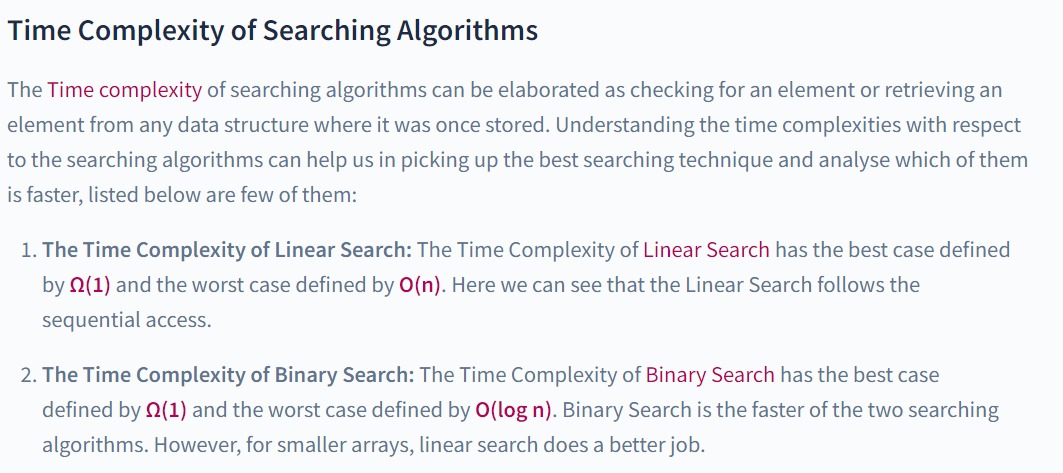 Time Complexity of Searching Algorithms
The Time complexity of searching algorithms can be elaborated as checking for an element or retrieving an
element from any data structure where it was once stored. Understanding the time complexities with respect
to the searching algorithms can help us in picking up the best searching technique and analyse which of them
is faster, listed below are few of them:
1. The Time Complexity of Linear Search: The Time Complexity of Linear Search has the best case defined
by Ω(1) and the worst case defined by O(n). Here we can see that the Linear Search follows the
sequential access.
2. The Time Complexity of Binary Search: The Time Complexity of Binary Search has the best case
defined by Ω(1) and the worst case defined by O(log n). Binary Search is the faster of the two searching
algorithms. However, for smaller arrays, linear search does a better job.